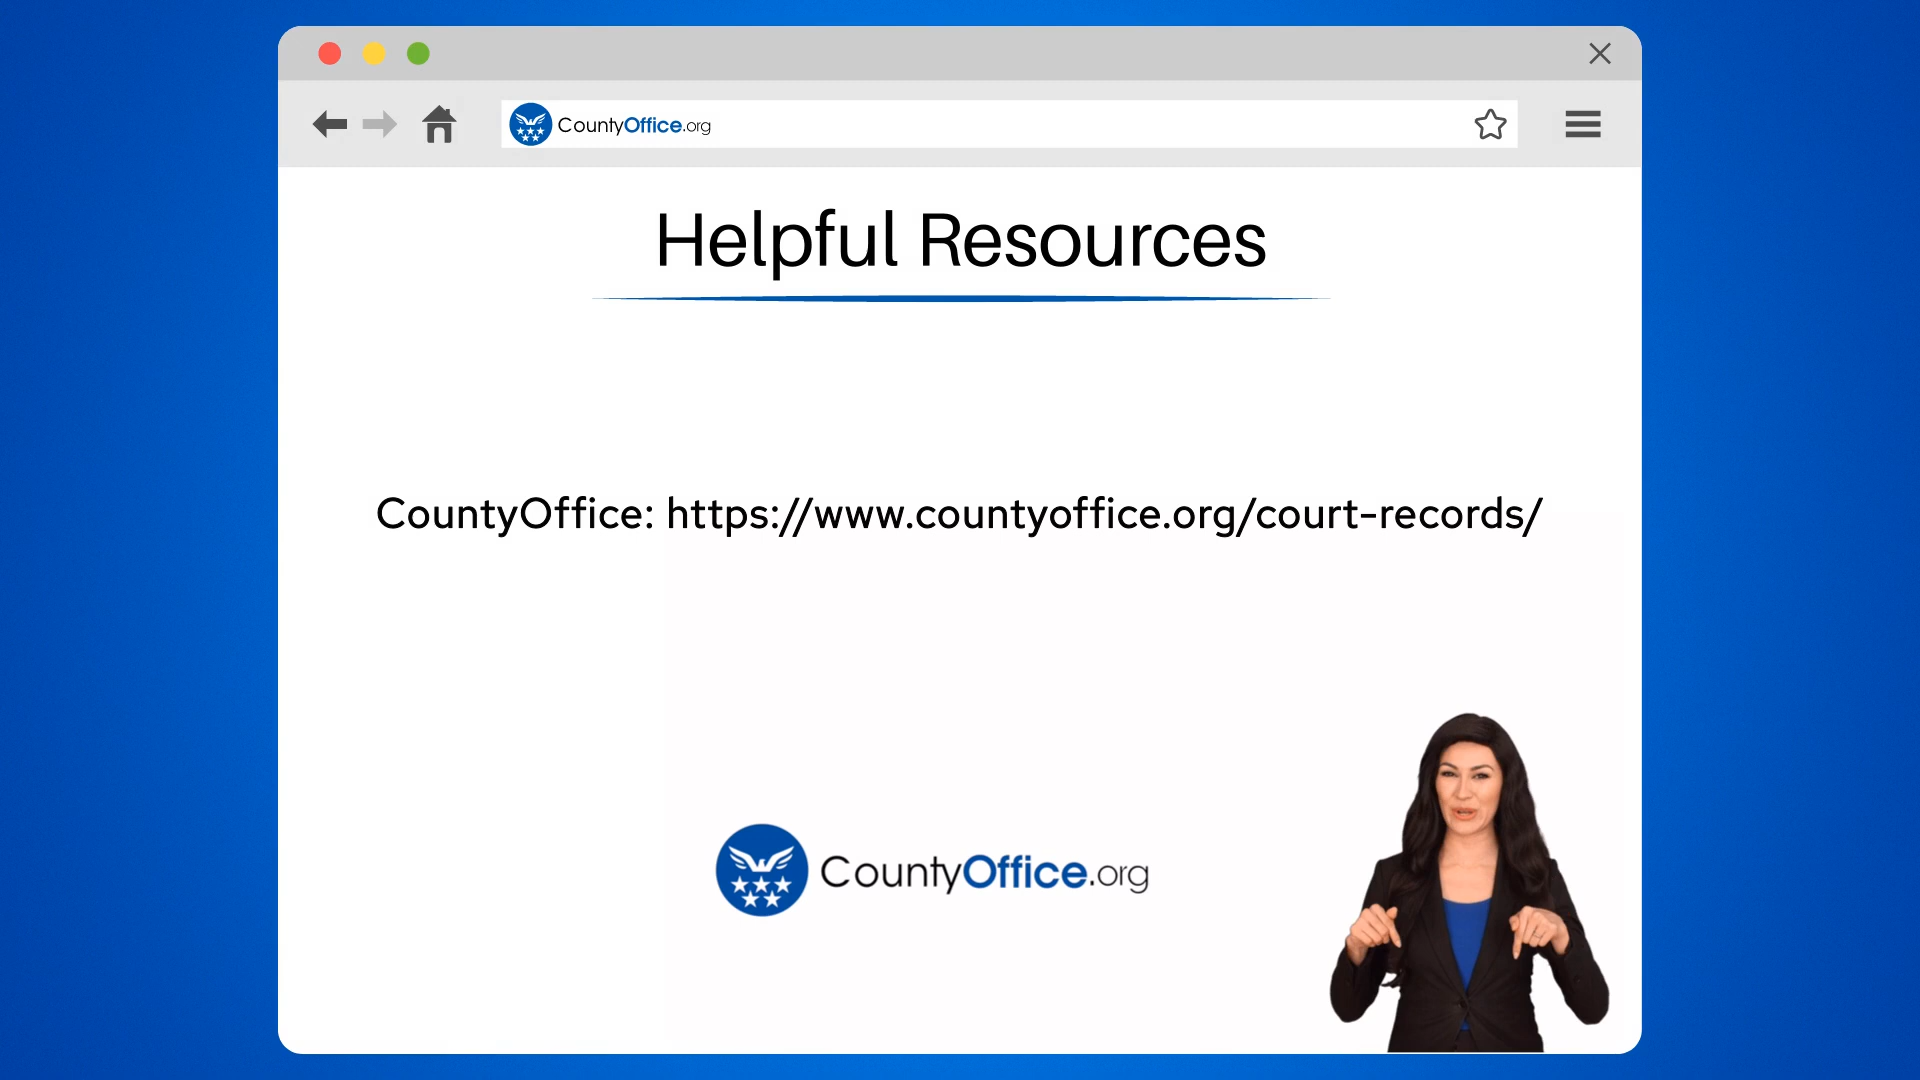 CountyOffice.org
Helpful Resources
CountyOffice: https://www.countyoffice.org/court-records/
CountyOffice.org